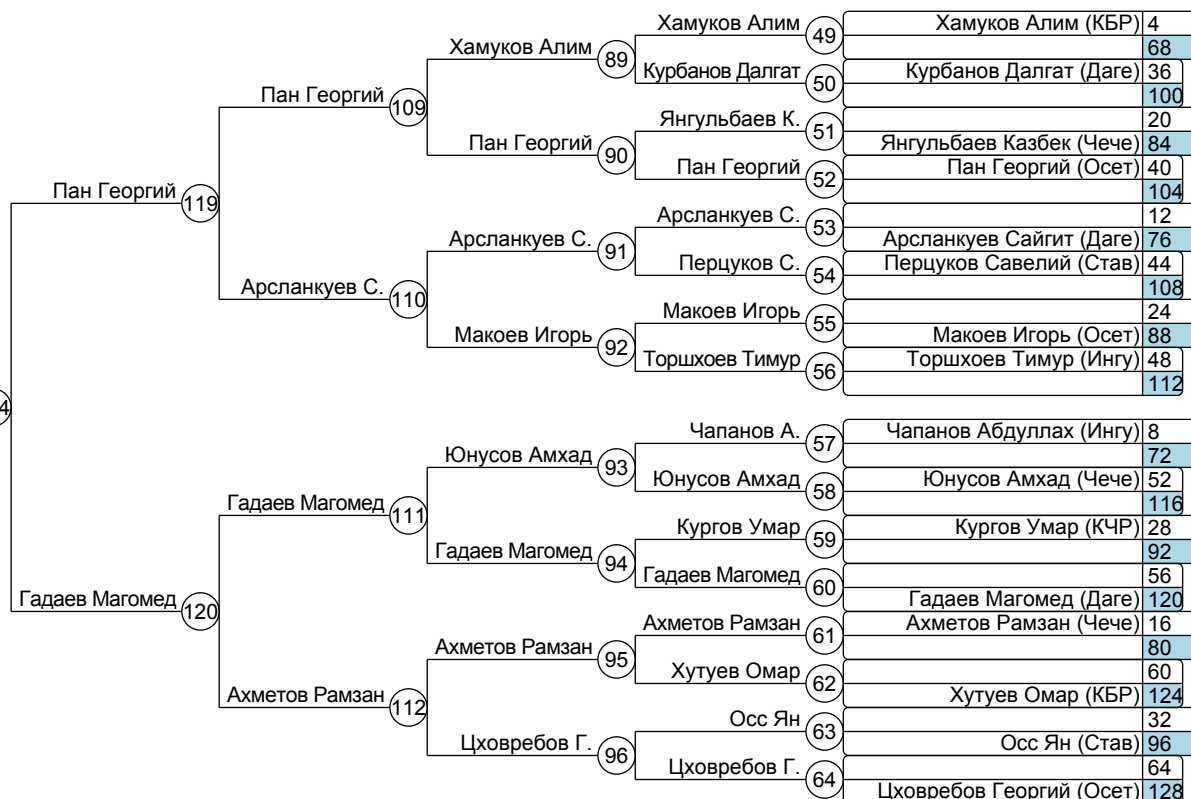 Хамуков Алим 49 Хамуков Алим (КБР) 4
Хамуков Алим 89 68
Курбанов Далгат 50 Курбанов Далгат (Даге) 36
Пан Георгий 109 100
Янгульбаев К. 51 20
Пан Георгий 90 Янгульбаев Казбек (Чече) 84
Пан Георгий 52 Пан Георгий (Осет) 40
Пан Георгий 119 104
Арсланкуев С. 53 12
Арсланкуев С. 91 Арсланкуев Сайгит (Даге) 76
Перцуков С. 54 Перцуков Савелий (Став) 44
Арсланкуев С. 110 108
Макоев Игорь 55 24
Макоев Игорь 92 Макоев Игорь (Осет) 88
Торшхоев Тимур 56 Торшхоев Тимур (Ингу) 48
112
4
Чапанов А. 57 Чапанов Абдуллах (Ингу) 8
Юнусов Амхад 93 72
Юнусов Амхад 58 Юнусов Амхад (Чече) 52
Гадаев Магомед 111 116
Кургов Умар 59 Кургов Умар (КЧР) 28
Гадаев Магомед 94 92
Гадаев Магомед 60 56
Гадаев Магомед 120 Гадаев Магомед (Даге) 120
Ахметов Рамзан 61 Ахметов Рамзан (Чече) 16
Ахметов Рамзан 95 80
Хутуев Омар 62 60
Ахметов Рамзан 112 Хутуев Омар (КБР) 124
Осс Ян 63 32
Цховребов Г. 96 Осс Ян (Став) 96
Цховребов Г. 64 64
Цховребов Георгий (Осет) 128